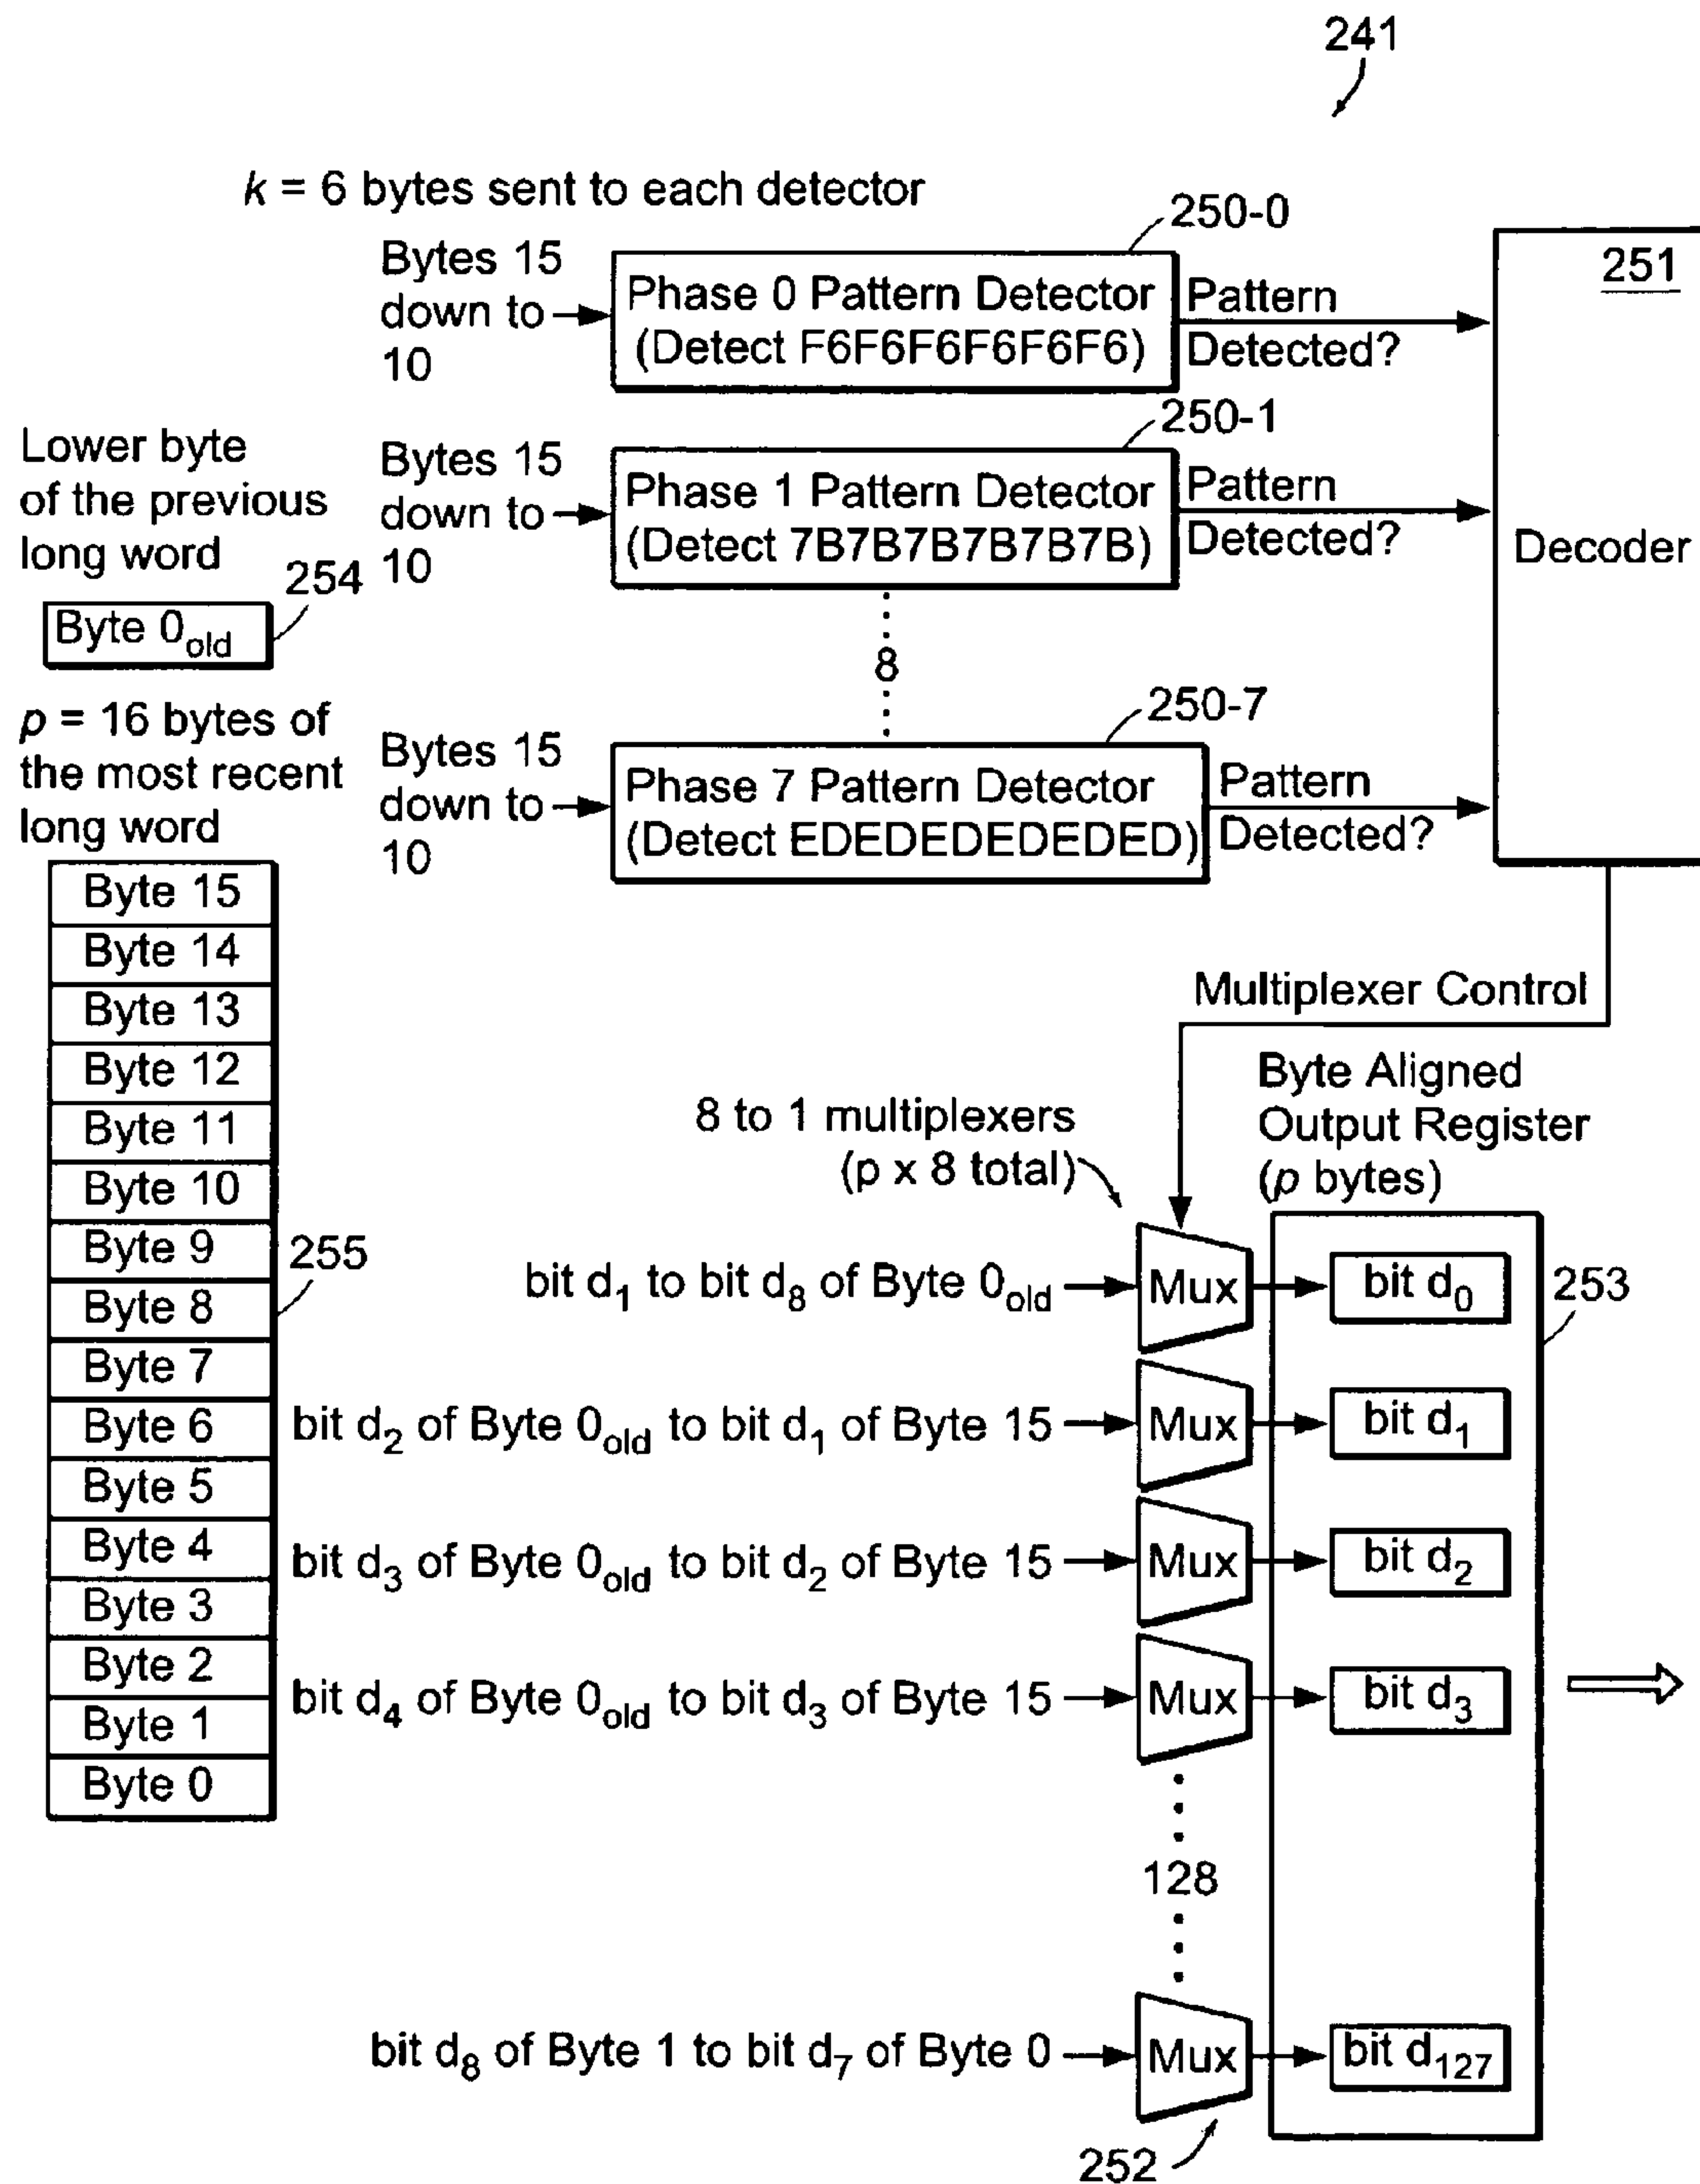 241
k = 6 bytes sent to each detector
250-0
Bytes 15
down to
10
Phase 0 Pattern Detector
(Detect F6F6F6F6F6F6)
Pattern
Detected?
251
Decoder
250-1
Bytes 15
down to
10
Phase 1 Pattern Detector
(Detect 7B7B7B7B7B7B)
Pattern
Detected?
Lower byte
of the previous
long word
254
Byte 0old
8
250-7
Bytes 15
down to
10
Phase 7 Pattern Detector
(Detect EDEDEDEDEDED)
Pattern
Detected?
p = 16 bytes of
the most recent
long word
Byte 15
Byte 14
Byte 13
Byte 12
Byte 11
Byte 10
Byte 9
Byte 8
Byte 7
Byte 6
Byte 5
Byte 4
Byte 3
Byte 2
Byte 1
Byte 0
255
Multiplexer Control
8 to 1 multiplexers
(p x 8 total)
Byte Aligned
Output Register
(p bytes)
bit d1 to bit d8 of Byte 0old
Mux
bit d0
253
bit d2 of Byte 0old to bit d1 of Byte 15
Mux
bit d1
bit d3 of Byte 0old to bit d2 of Byte 15
Mux
bit d2
bit d4 of Byte 0old to bit d3 of Byte 15
Mux
bit d3
128
bit d8 of Byte 1 to bit d7 of Byte 0
Mux
bit d127
252